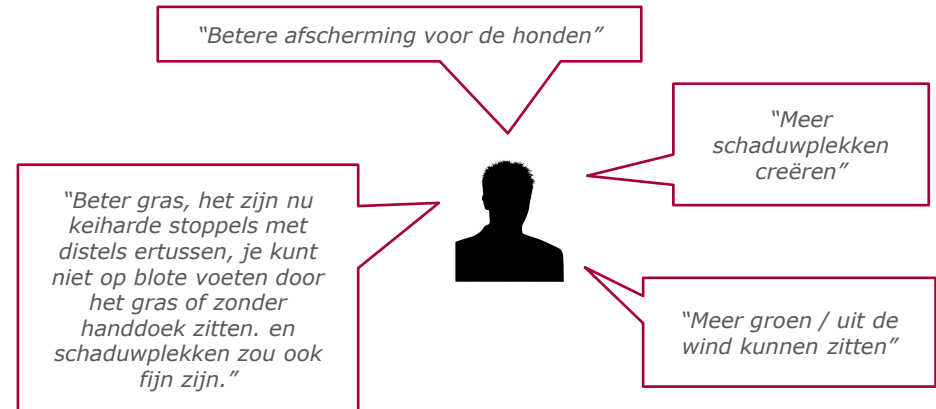 “Betere afscherming voor de honden”
“Meer
schaduwplekken
creëren”
“Beter gras, het zijn nu
keiharde stoppels met
distels ertussen, je kunt
niet op blote voeten door
het gras of zonder
handdoek zitten. en
schaduwplekken zou ook
fijn zijn.”
“Meer groen / uit de
wind kunnen zitten”